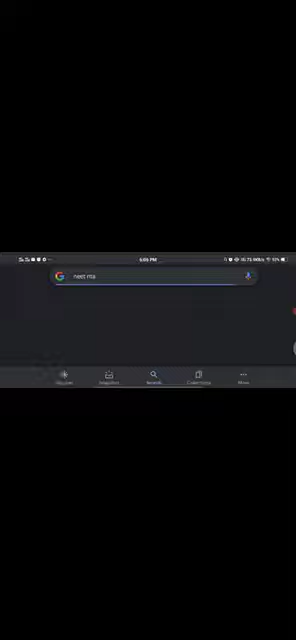 6:05 PM
neet nta
Discover
Snapshot
Search
Collections
More